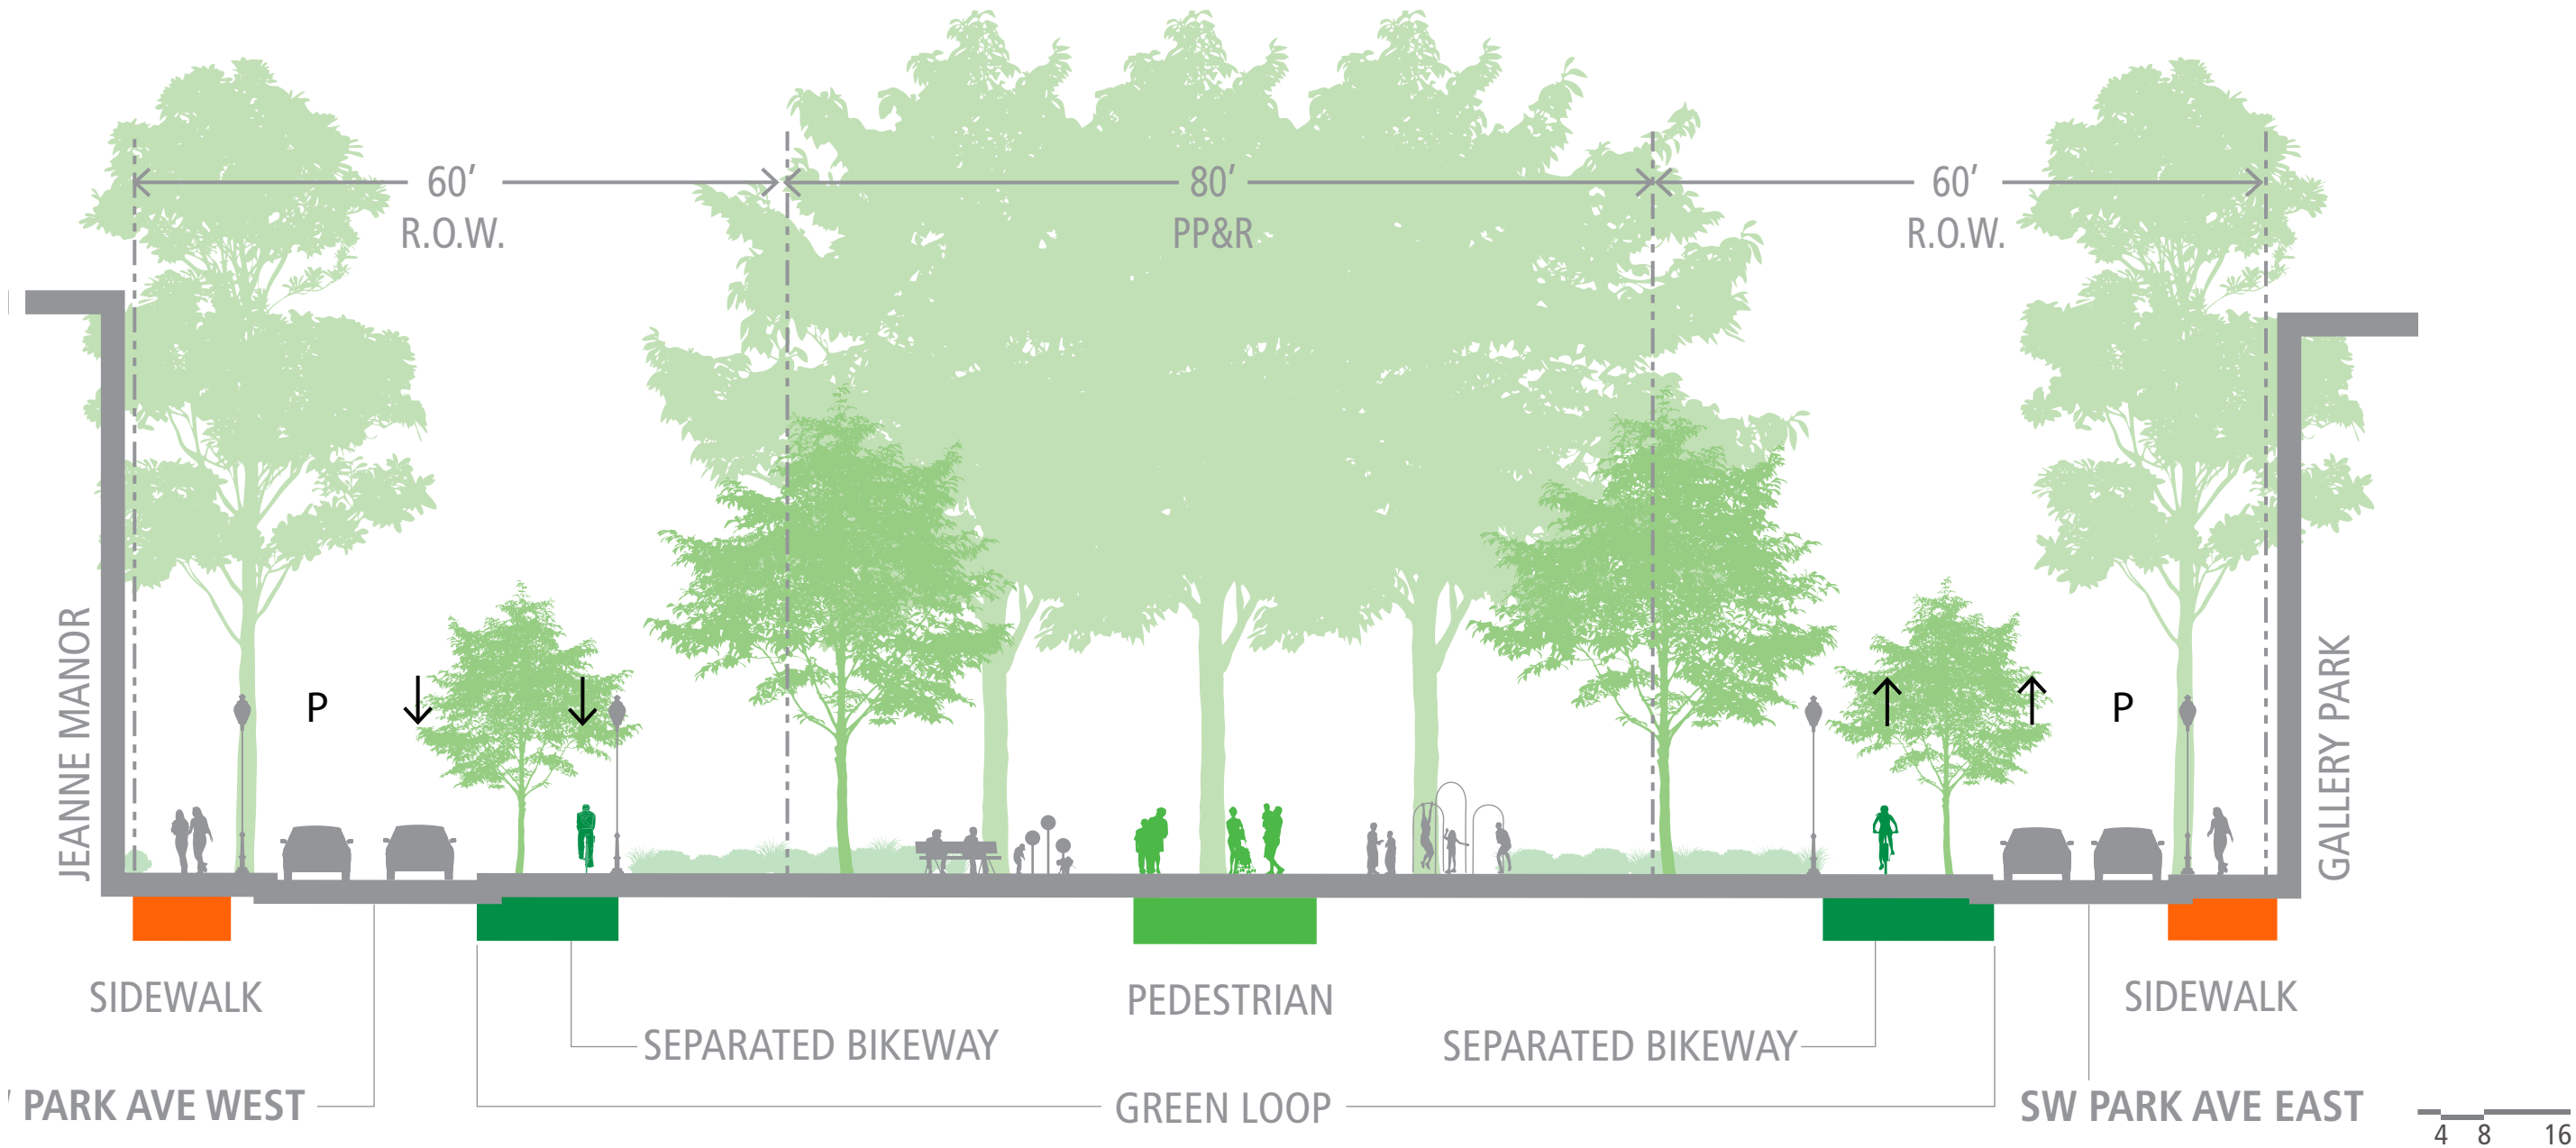 60’
80’
60’
R.O.W.
PP&R
R.O.W.
JEANNE MANOR
P
P
GALLERY PARK
SIDEWALK
PEDESTRIAN
SIDEWALK
SEPARATED BIKEWAY
SEPARATED BIKEWAY
PARK AVE WEST
GREEN LOOP
SW PARK AVE EAST
4 8 16